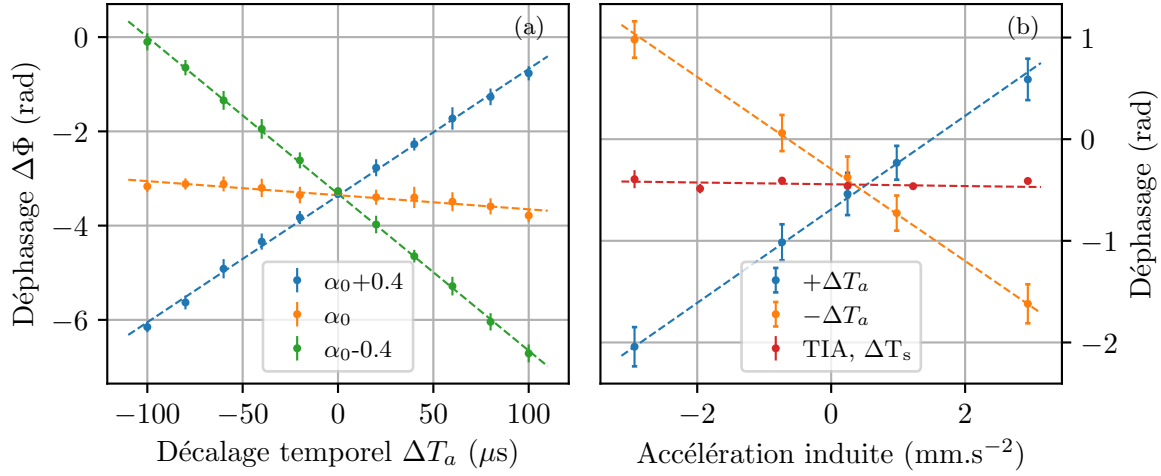 (a)
Déphasage ΔΦ (rad)
0
−2
−4
−6
α₀+0.4
α₀
α₀-0.4
−100
−50
0
50
100
Décalage temporel ΔTₐ (μs)
(b)
1
0
−1
−2
Déphasage (rad)
+ΔTₐ
−ΔTₐ
TIA, ΔTₛ
−2
0
2
Accélération induite (mm.s⁻²)